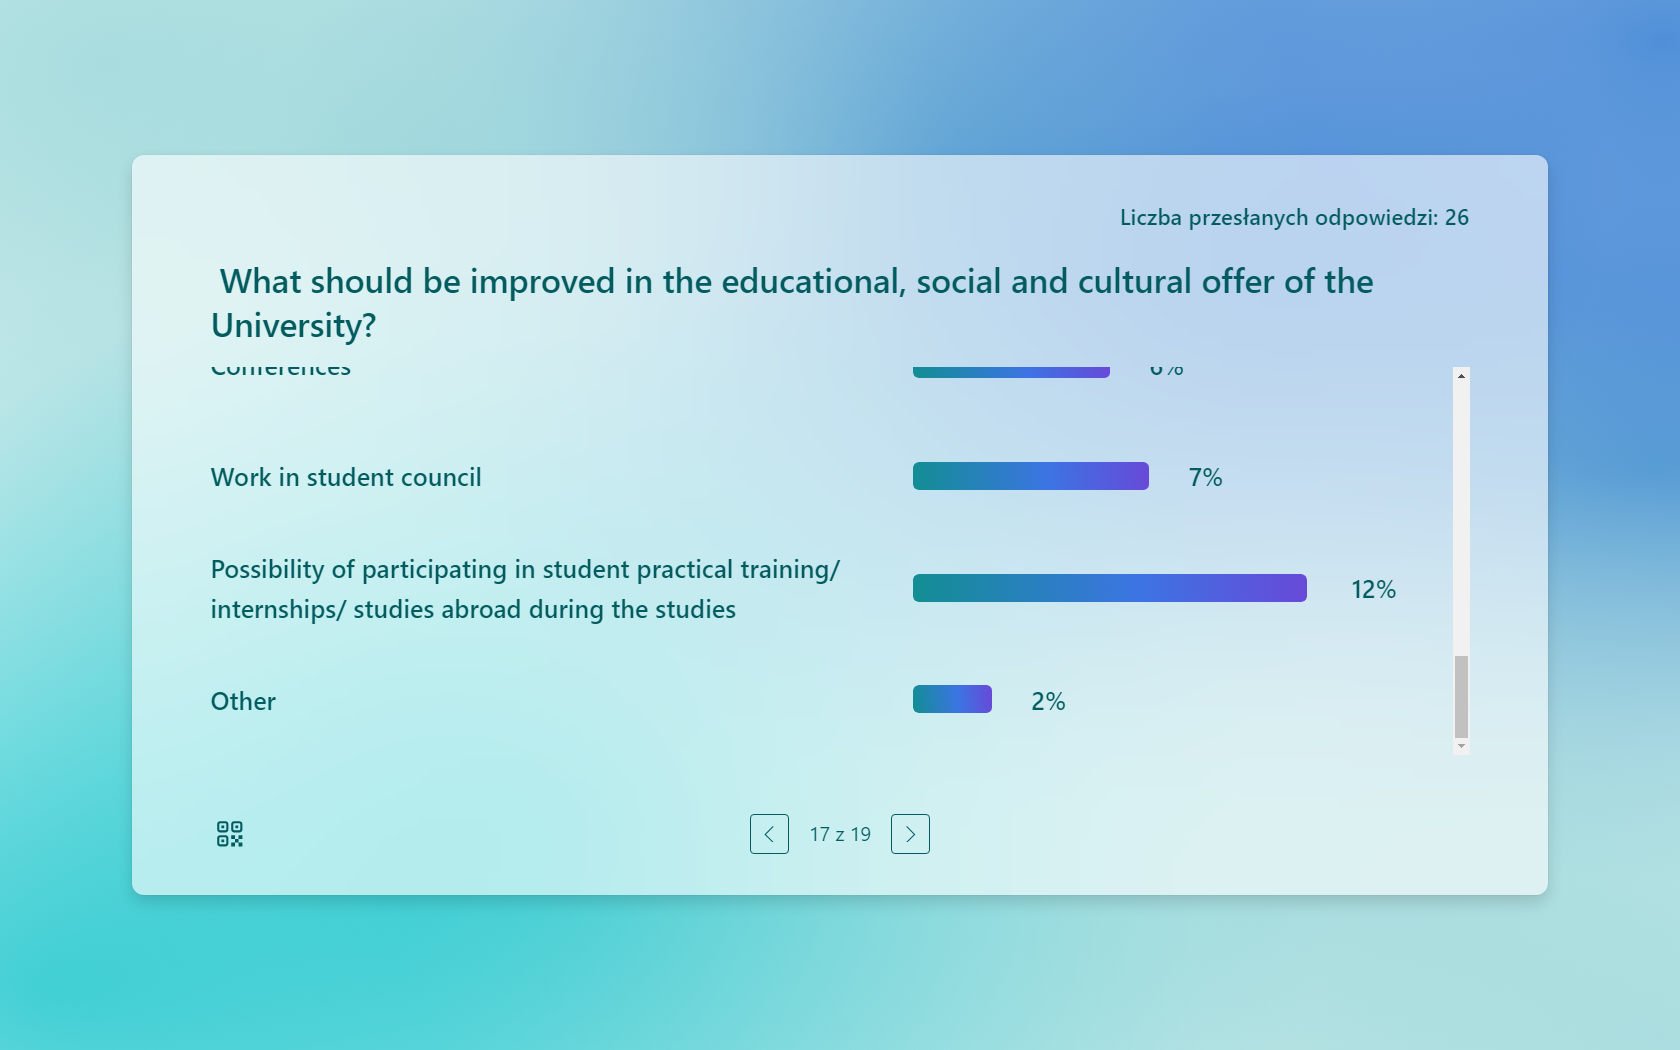 Liczba przesłanych odpowiedzi: 26
What should be improved in the educational, social and cultural offer of the
University?
Conferences 6%
Work in student council 7%
Possibility of participating in student practical training/
internships/ studies abroad during the studies 12%
Other 2%
17 z 19